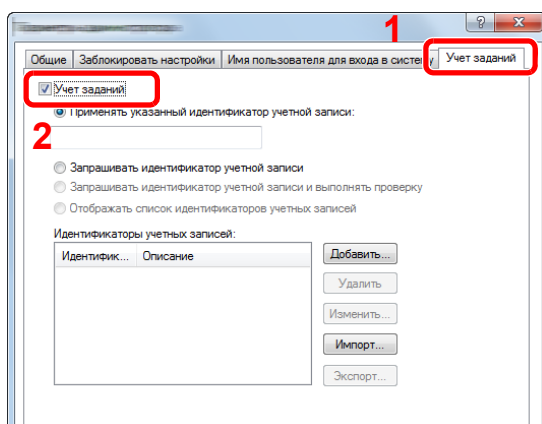 1
Общие Заблокировать настройки Имя пользователя для входа в систему Учет заданий
Учет заданий
Применять указанный идентификатор учетной записи:
2
Запрашивать идентификатор учетной записи
Запрашивать идентификатор учетной записи и выполнять проверку
Отображать список идентификаторов учетных записей
Идентификаторы учетных записей:
Идентифик... Описание
Добавить...
Удалить
Изменить...
Импорт...
Экспорт...